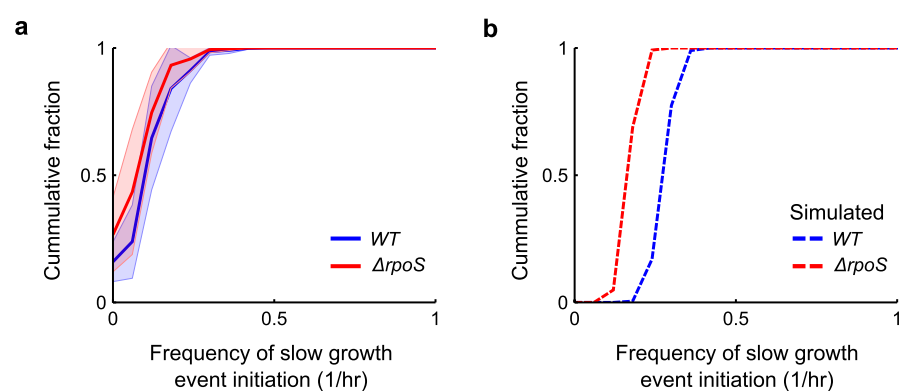 a
1
0.5
0
Cummulative fraction
WT
ΔrpoS
0
0.5
1
Frequency of slow growth
event initiation (1/hr)
b
1
0.5
0
Cummulative fraction
Simulated
WT
ΔrpoS
0
0.5
1
Frequency of slow growth
event initiation (1/hr)